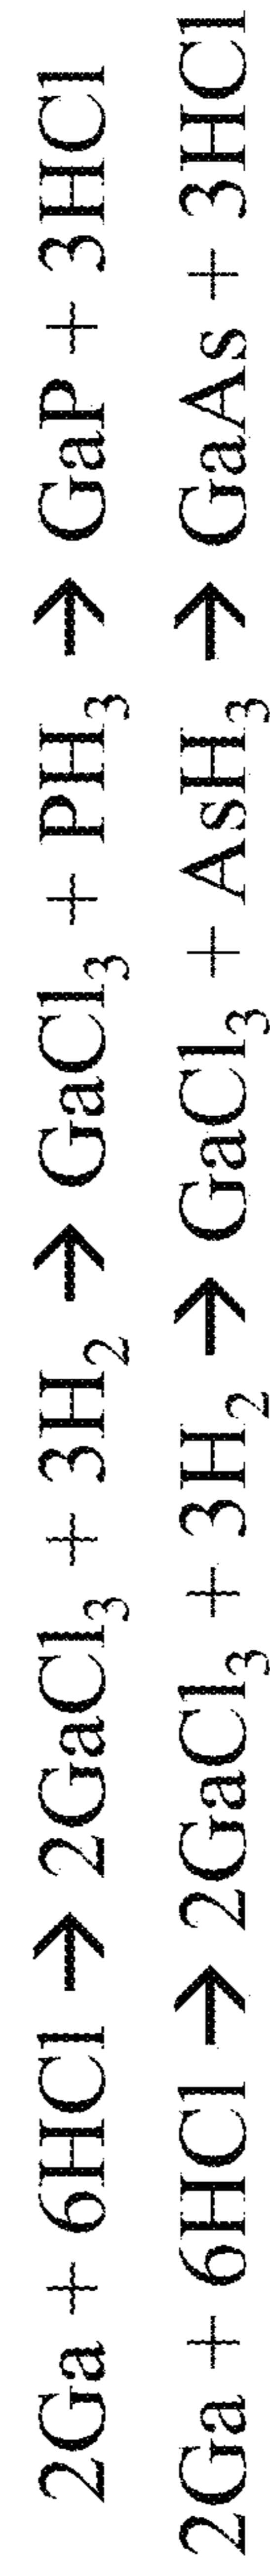 2Ga + 6HCl → 2GaCl₃ + 3H₂ → GaCl₃ + PH₃ → GaP + 3HCl
2Ga + 6HCl → 2GaCl₃ + 3H₂ → GaCl₃ + AsH₃ → GaAs + 3HCl